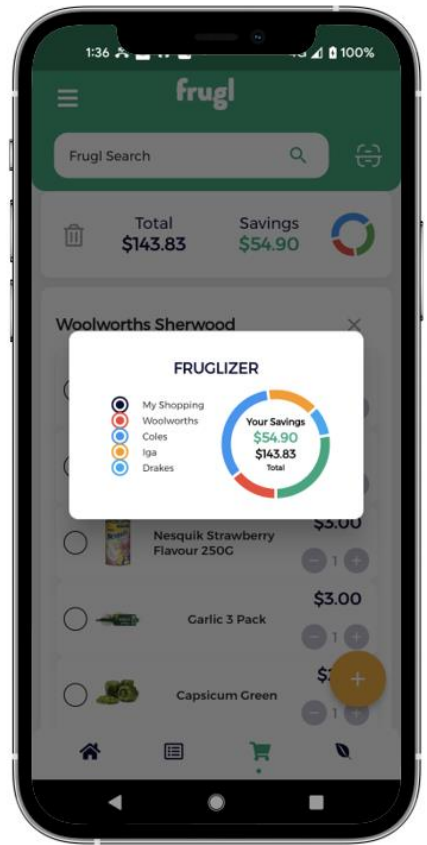 1:36
100%
frugl
Frugl Search
Total
Savings
$143.83
$54.90
Woolworths Sherwood
FRUGLIZER
My Shopping
Woolworths
Coles
Iga
Drakes
Your Savings
$54.90
$143.83
Total
$3.00
Nesquik Strawberry
Flavour 250G
1
$3.00
Garlic 3 Pack
1
Capsicum Green
1